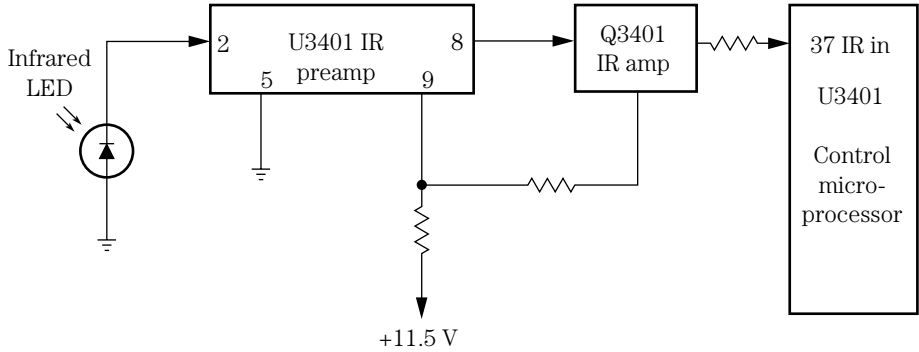 Infrared
LED
2
U3401 IR
preamp
8
5
9
Q3401
IR amp
37 IR in
U3401
Control
micro-
processor
+11.5 V